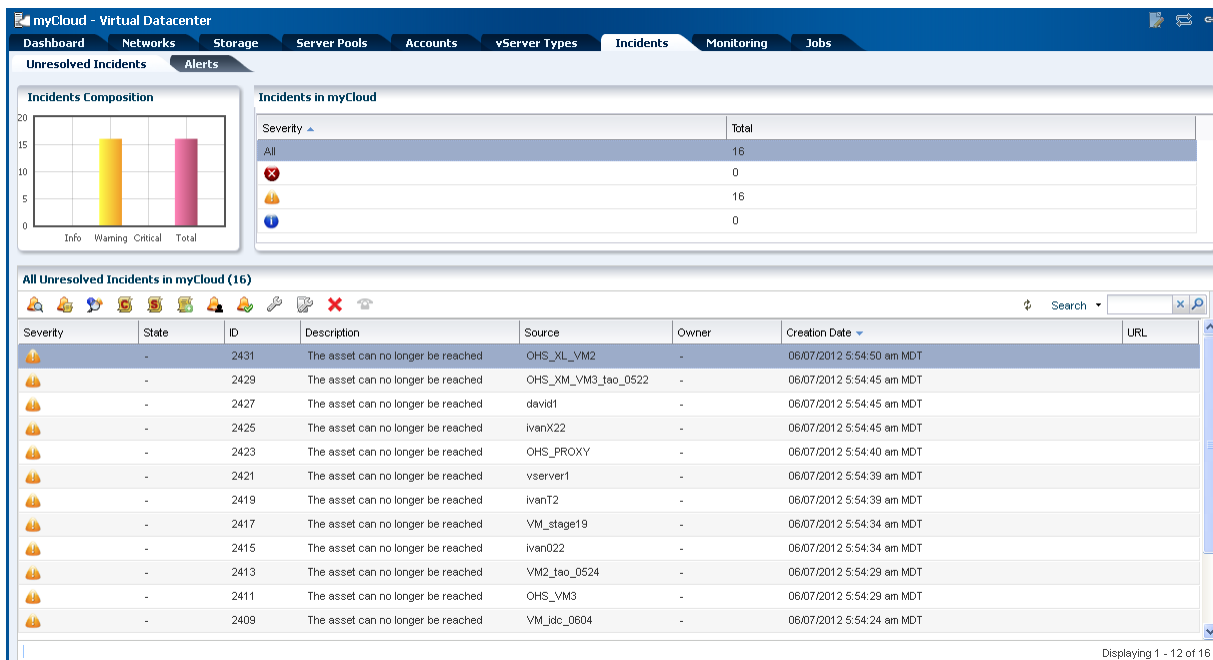 myCloud - Virtual Datacenter
Dashboard Networks Storage Server Pools Accounts vServer Types Incidents Monitoring Jobs
Unresolved Incidents Alerts
Incidents Composition
20
15
10
5
0
Info Warning Critical Total
Incidents in myCloud
Severity Total
All 16
0
16
0
All Unresolved Incidents in myCloud (16)
Search
Severity State ID Description Source Owner Creation Date URL
- 2431 The asset can no longer be reached OHS_XL_VM2 - 06/07/2012 5:54:50 am MDT
- 2429 The asset can no longer be reached OHS_XM_VM3_tao_0522 - 06/07/2012 5:54:45 am MDT
- 2427 The asset can no longer be reached david1 - 06/07/2012 5:54:45 am MDT
- 2425 The asset can no longer be reached ivanX22 - 06/07/2012 5:54:45 am MDT
- 2423 The asset can no longer be reached OHS_PROXY - 06/07/2012 5:54:40 am MDT
- 2421 The asset can no longer be reached vserver1 - 06/07/2012 5:54:39 am MDT
- 2419 The asset can no longer be reached ivanT2 - 06/07/2012 5:54:39 am MDT
- 2417 The asset can no longer be reached VM_stage19 - 06/07/2012 5:54:34 am MDT
- 2415 The asset can no longer be reached ivan022 - 06/07/2012 5:54:34 am MDT
- 2413 The asset can no longer be reached VM2_tao_0524 - 06/07/2012 5:54:29 am MDT
- 2411 The asset can no longer be reached OHS_VM3 - 06/07/2012 5:54:29 am MDT
- 2409 The asset can no longer be reached VM_idc_0604 - 06/07/2012 5:54:24 am MDT
Displaying 1 - 12 of 16